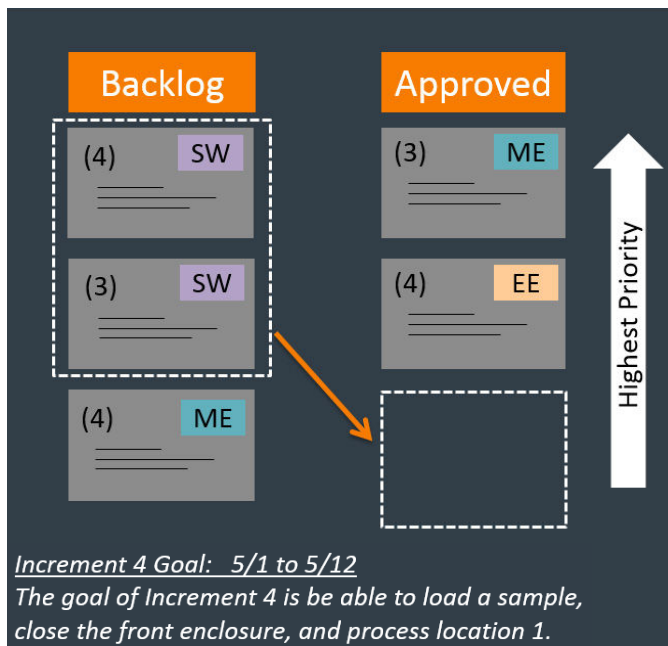 Backlog
Approved
(4) SW
(3) ME
(3) SW
(4) EE
(4) ME
Highest Priority
Increment 4 Goal: 5/1 to 5/12
The goal of Increment 4 is be able to load a sample,
close the front enclosure, and process location 1.